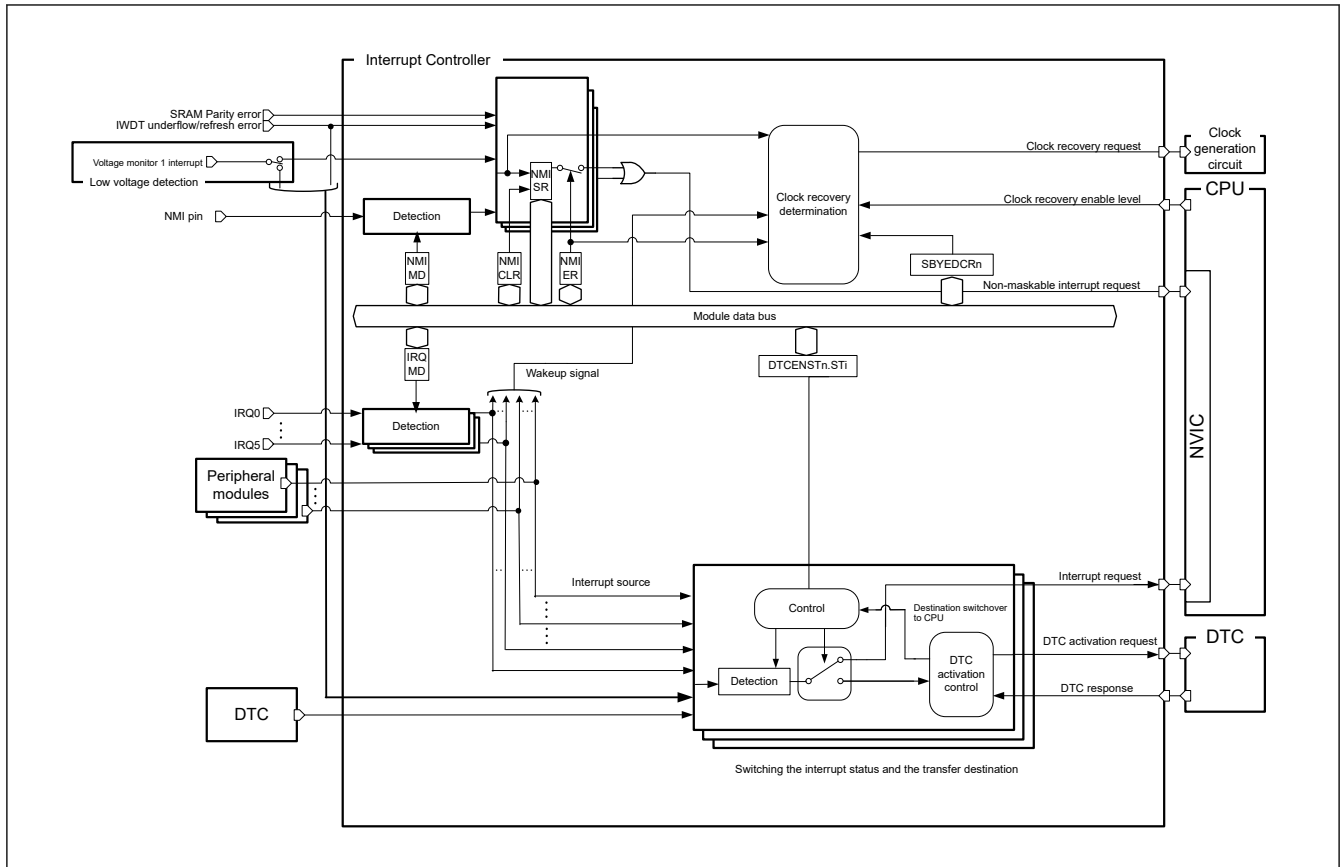 Interrupt Controller
SRAM Parity error
IWDT underflow/refresh error
Voltage monitor 1 interrupt
Low voltage detection
NMI pin
Detection
NMI
SR
NMI
MD
NMI
CLR
NMI
ER
Clock recovery
determination
SBYEDCRn
Clock recovery request
Clock
generation
circuit
Clock recovery enable level
CPU
Non-maskable interrupt request
Module data bus
IRQ
MD
Wakeup signal
DTCENSTn.STi
NVIC
IRQ0
IRQ5
Detection
Peripheral
modules
Interrupt source
Control
Destination switchover
to CPU
Interrupt request
Detection
DTC
activation
control
DTC activation request
DTC response
DTC
DTC
Switching the interrupt status and the transfer destination